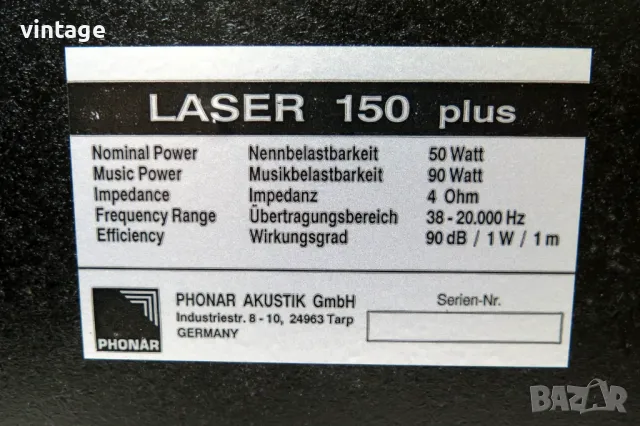 vintage
LASER 150 plus
Nominal Power Nennbelastbarkeit 50 Watt
Music Power Musikbelastbarkeit 90 Watt
Impedance Impedanz 4 Ohm
Frequency Range Übertragungsbereich 38 - 20.000 Hz
Efficiency Wirkungsgrad 90 dB / 1 W / 1 m
PHONAR AKUSTIK GmbH
Industriestr. 8 - 10, 24963 Tarp
GERMANY
Serien-Nr.
PHONAR
BAZAR